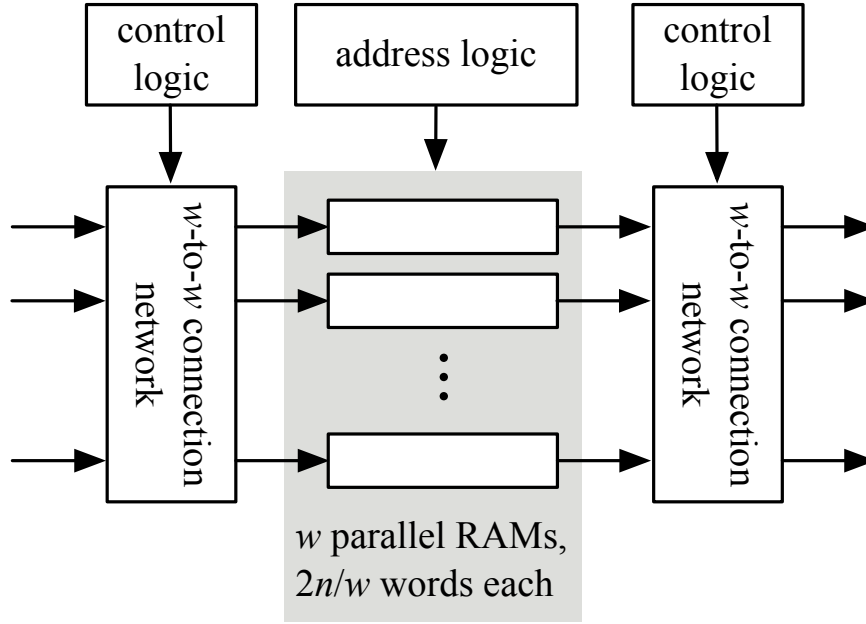 control
logic
address logic
control
logic
w-to-w connection
network
w-to-w connection
network
w parallel RAMs,
2n/w words each